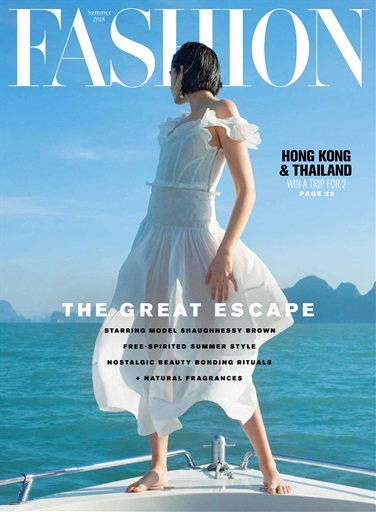 Summer
2019
FASHION
HONG KONG
& THAILAND
WIN A TRIP FOR 2
PAGE 22
THE GREAT ESCAPE
STARRING MODEL SHAUGHNESSY BROWN
FREE-SPIRITED SUMMER STYLE
NOSTALGIC BEAUTY BONDING RITUALS
+ NATURAL FRAGRANCES